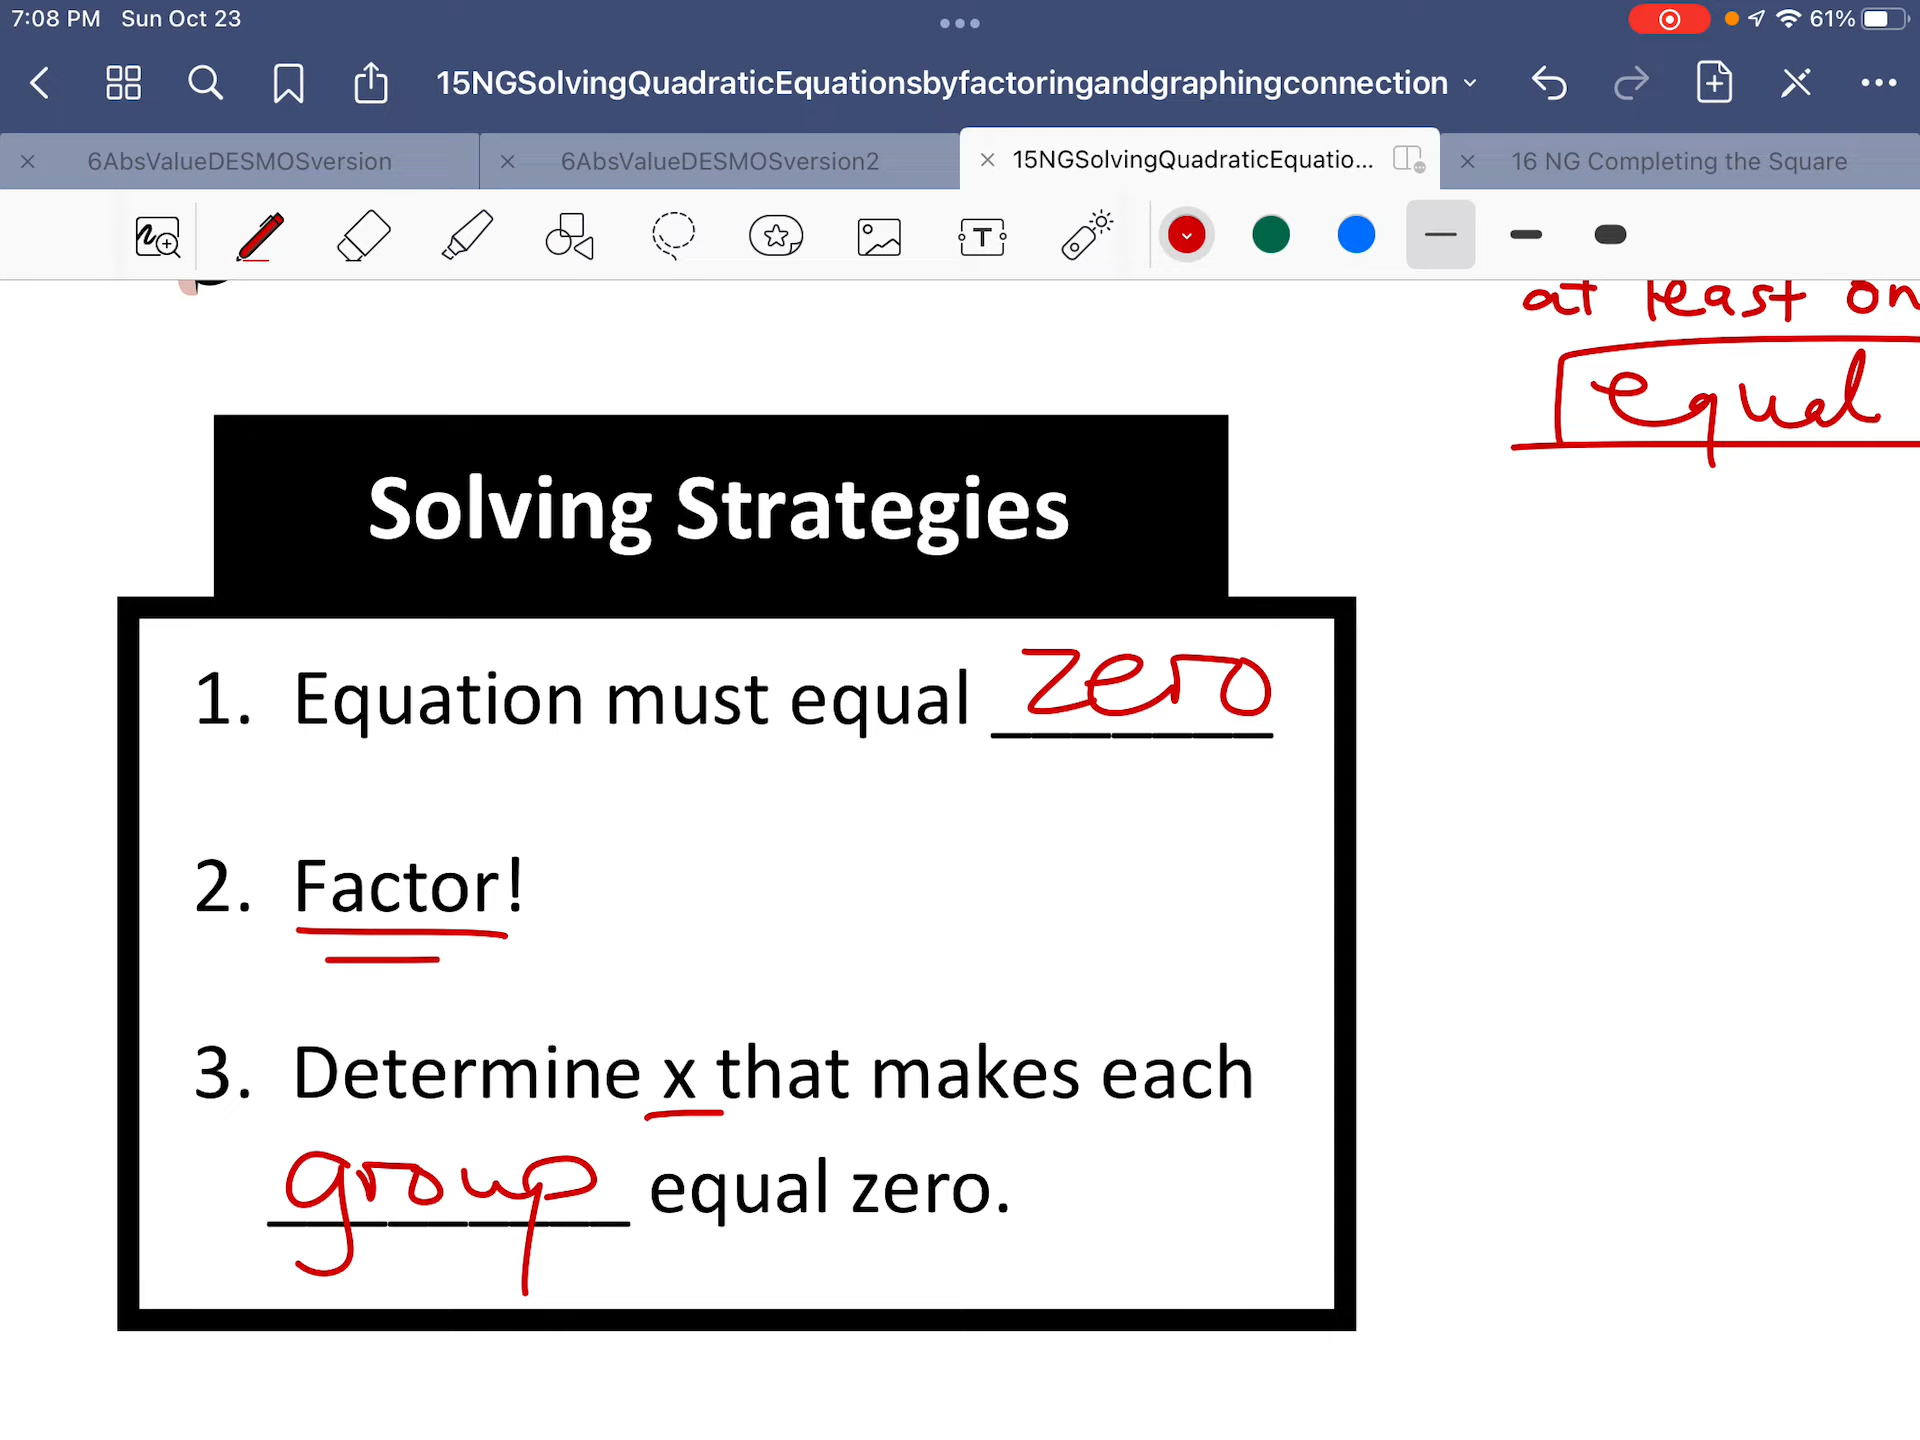 7:08 PM Sun Oct 23
61%
15NGSolvingQuadraticEquationsbyfactoringandgraphingconnection
6AbsValueDESMOSversion
6AbsValueDESMOSversion2
15NGSolvingQuadraticEquatio...
16 NG Completing the Square
T
at least on
equal
Solving Strategies
1. Equation must equal zero
2. Factor!
3. Determine x that makes each
group equal zero.